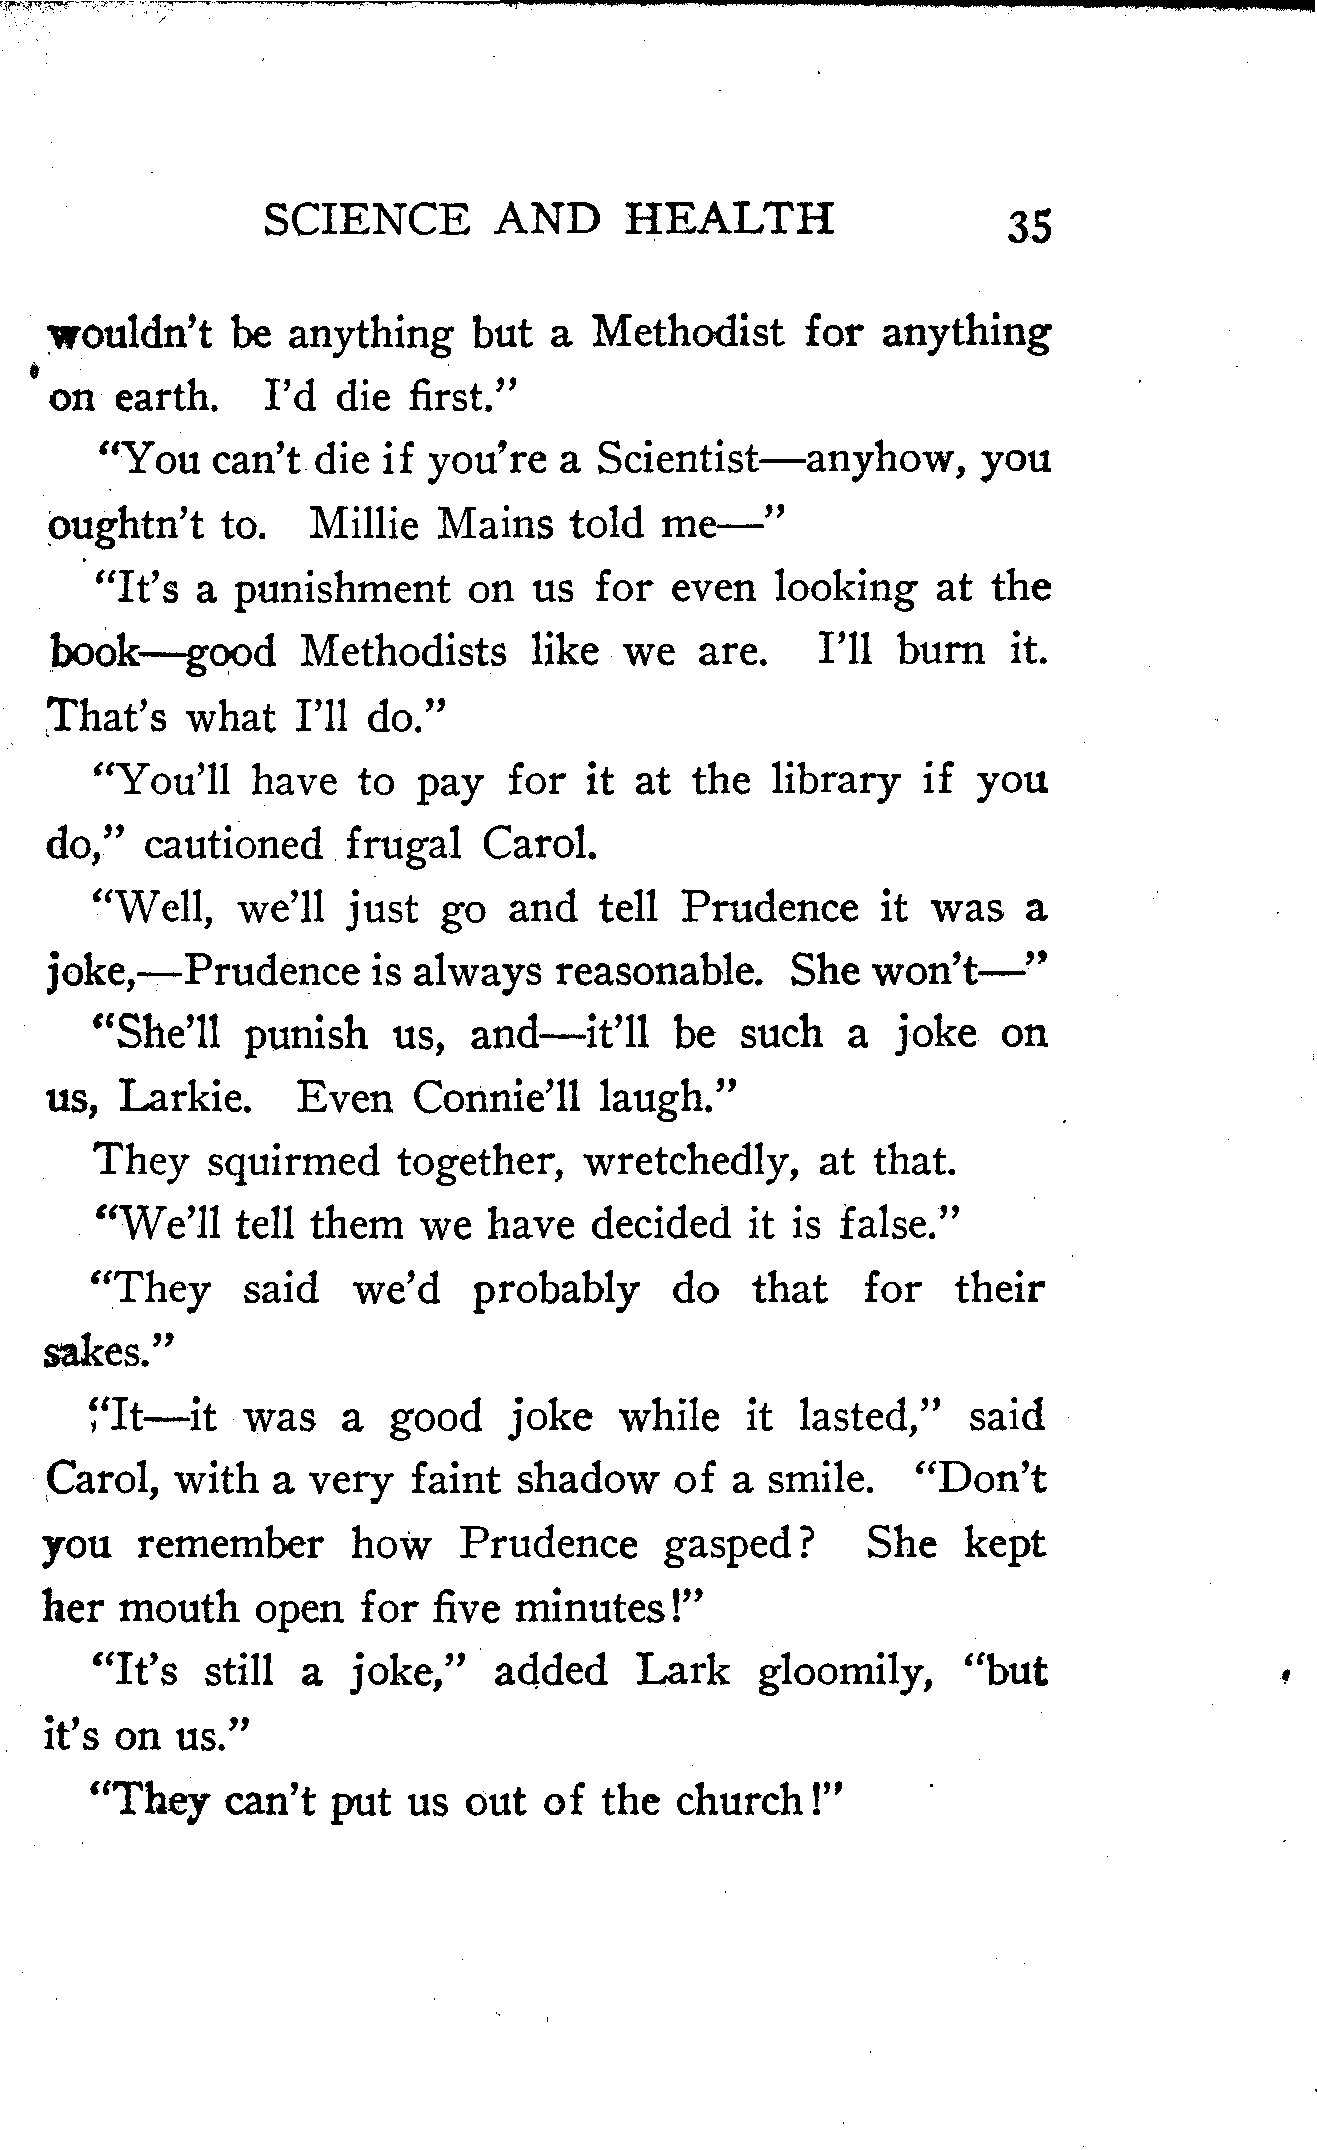 SCIENCE AND HEALTH 35
wouldn't be anything but a Methodist for anything
on earth. I'd die first."
"You can't die if you're a Scientist—anyhow, you
oughtn't to. Millie Mains told me—"
"It's a punishment on us for even looking at the
book—good Methodists like we are. I'll burn it.
That's what I'll do."
"You'll have to pay for it at the library if you
do," cautioned frugal Carol.
"Well, we'll just go and tell Prudence it was a
joke,—Prudence is always reasonable. She won't—"
"She'll punish us, and—it'll be such a joke on
us, Larkie. Even Connie'll laugh."
They squirmed together, wretchedly, at that.
"We'll tell them we have decided it is false."
"They said we'd probably do that for their
sakes."
"It—it was a good joke while it lasted," said
Carol, with a very faint shadow of a smile. "Don't
you remember how Prudence gasped? She kept
her mouth open for five minutes!"
"It's still a joke," added Lark gloomily, "but
it's on us."
"They can't put us out of the church!"